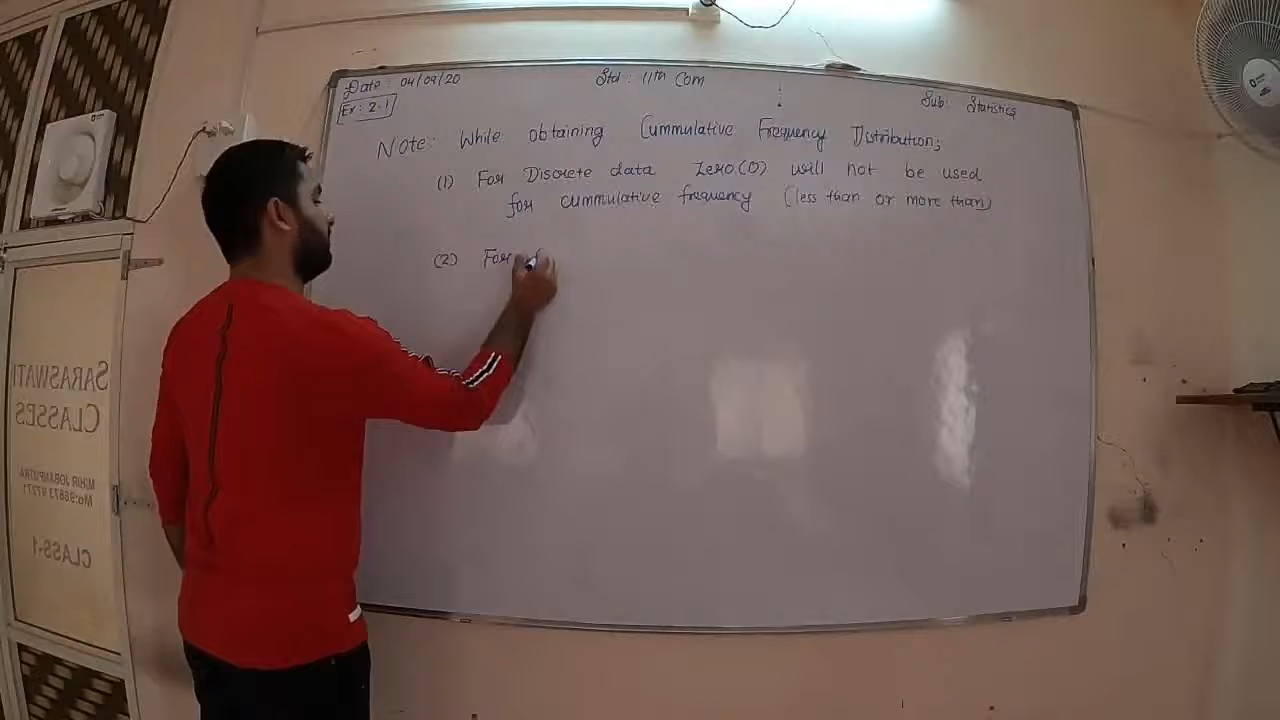 Date: 04/09/20
Std: 11th Com
Sub: Statistics
Ex: 2.1
Note: While obtaining Cummulative Frequency Distribution;
(1) For Discrete data Zero(0) will not be used
for cummulative frequency (less than or more than)
(2) For
SARASWATI
CLASSES
MIHIR JOBANPUTRA
CLASS-1